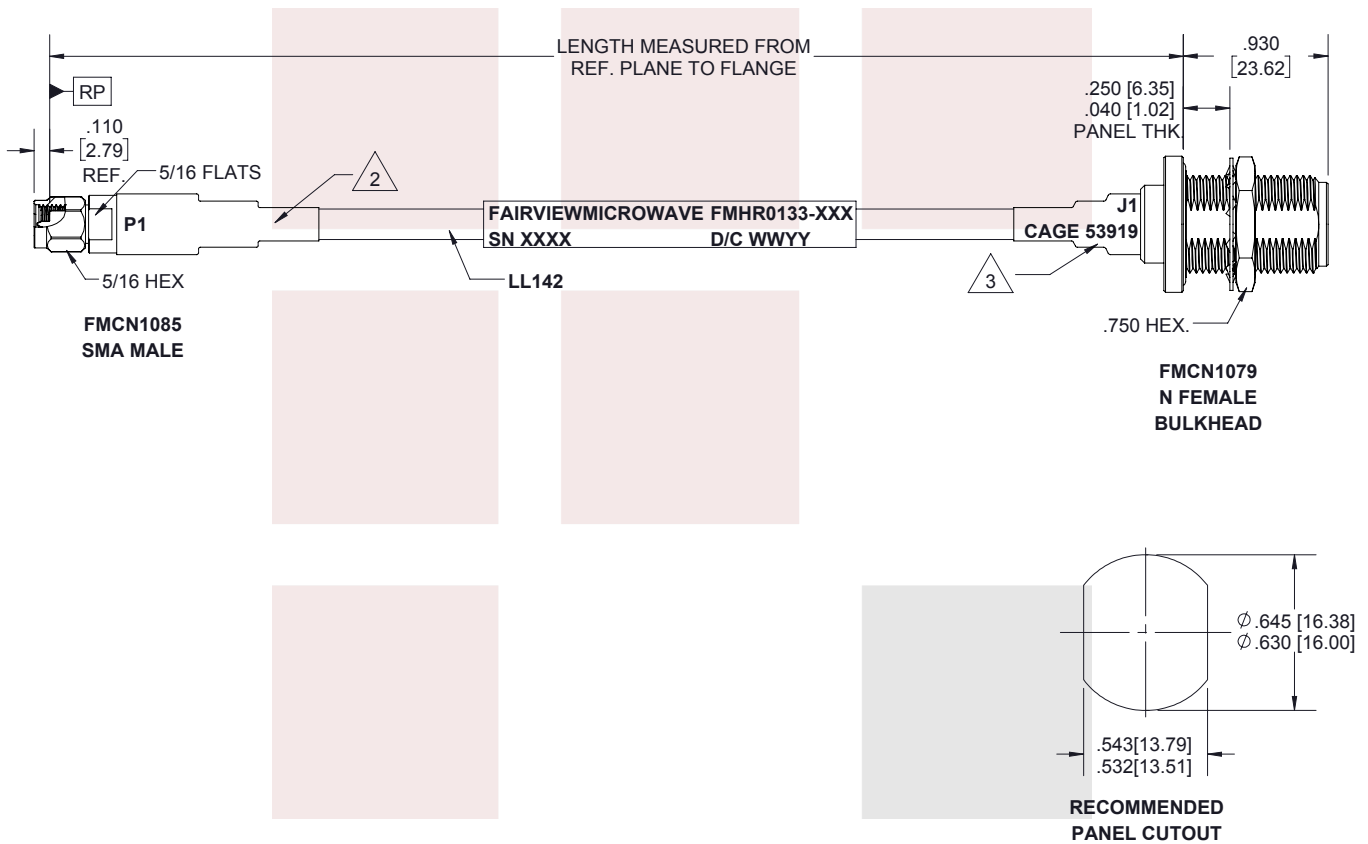 LENGTH MEASURED FROM
REF. PLANE TO FLANGE
.930
[23.62]
RP
.250 [6.35]
.040 [1.02]
PANEL THK.
.110
[2.79]
REF.
5/16 FLATS
2
P1
FAIRVIEWMICROWAVE FMHR0133-XXX
SN XXXX D/C WWYY
J1
CAGE 53919
5/16 HEX
LL142
3
.750 HEX.
FMCN1085
SMA MALE
FMCN1079
N FEMALE
BULKHEAD
Ø .645 [16.38]
Ø .630 [16.00]
.543[13.79]
.532[13.51]
RECOMMENDED
PANEL CUTOUT